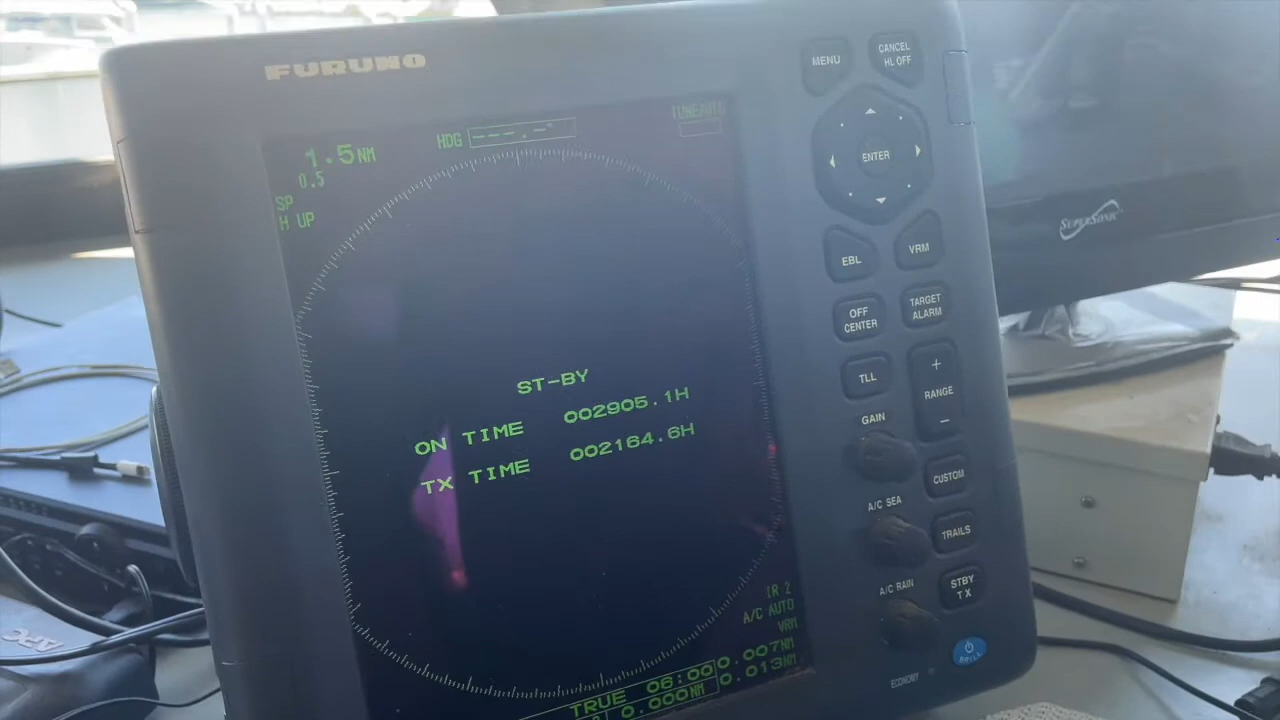 FURUNO
MENU
CANCEL
HL OFF
1.5NM
0.5
SP
H UP
HDG ---.-°
TUNE AUTO
ENTER
SUPERSONIC
EBL
VRM
OFF
CENTER
TARGET
ALARM
TLL
+
RANGE
−
GAIN
CUSTOM
A/C SEA
TRAILS
A/C RAIN
STBY
TX
ECONOMY
BRILL
ST-BY
ON TIME 002905.1H
TX TIME 002164.6H
IR 2
A/C AUTO
VRM
0.007NM
0.013NM
TRUE 06:00
0.000NM
APC